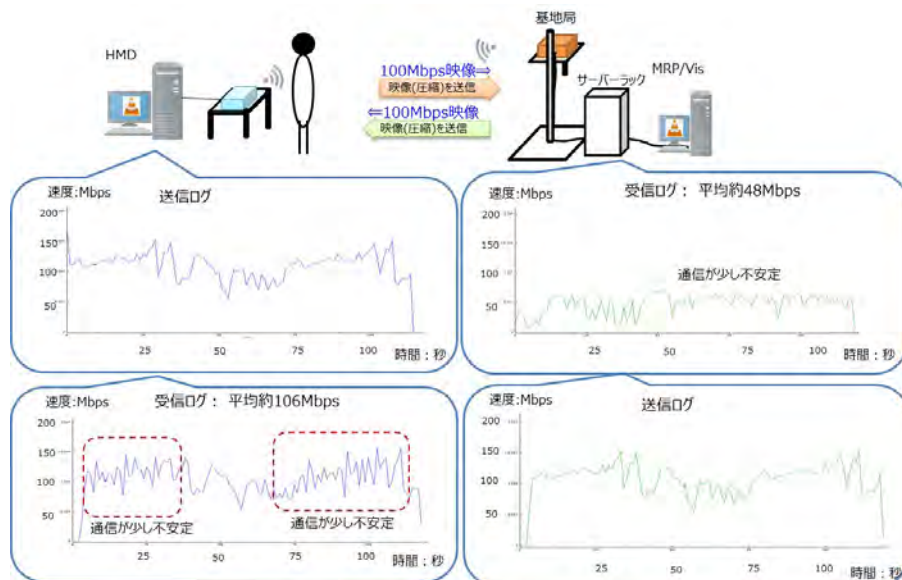 基地局
HMD
MRP/Vis
100Mbps映像⇒
サーバーラック
映像(圧縮)を送信
⇐100Mbps映像
映像(圧縮)を送信
速度:Mbps
送信ログ
200
150
100
50
25
50
75
100
時間:秒
速度:Mbps
受信ログ: 平均約48Mbps
200
150
通信が少し不安定
100
50
25
50
75
100
時間:秒
速度:Mbps
受信ログ: 平均約106Mbps
200
150
100
50
通信が少し不安定
通信が少し不安定
25
50
75
100
時間:秒
速度:Mbps
送信ログ
200
150
100
50
25
50
75
100
時間:秒